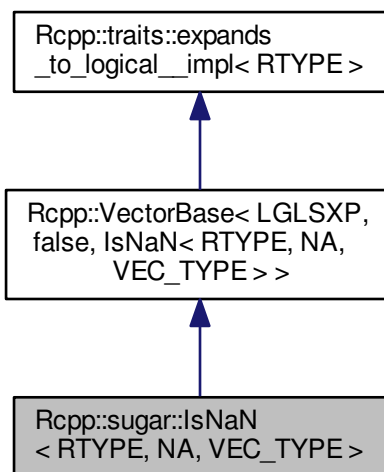 Rcpp::traits::expands
_to_logical__impl< RTYPE >
Rcpp::VectorBase< LGLSXP,
false, IsNaN< RTYPE, NA,
VEC_TYPE > >
Rcpp::sugar::IsNaN
< RTYPE, NA, VEC_TYPE >